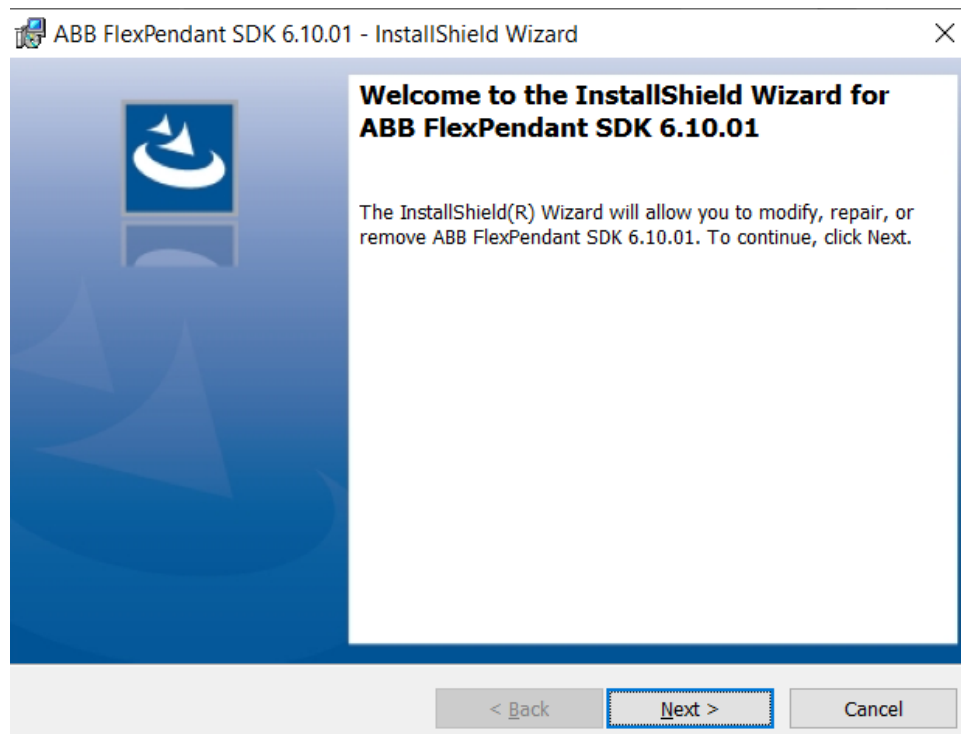 ABB FlexPendant SDK 6.10.01 - InstallShield Wizard
Welcome to the InstallShield Wizard for
ABB FlexPendant SDK 6.10.01
The InstallShield(R) Wizard will allow you to modify, repair, or
remove ABB FlexPendant SDK 6.10.01. To continue, click Next.
< Back
Next >
Cancel